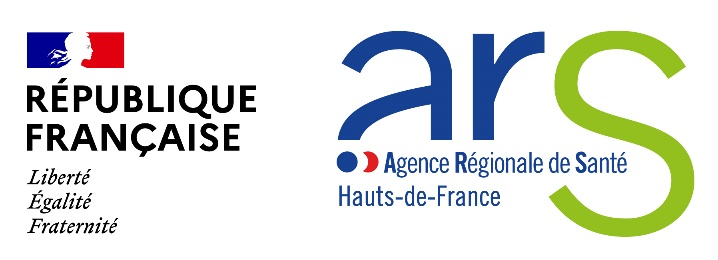 RÉPUBLIQUE
FRANÇAISE
Liberté
Égalité
Fraternité
ars
Agence Régionale de Santé
Hauts-de-France